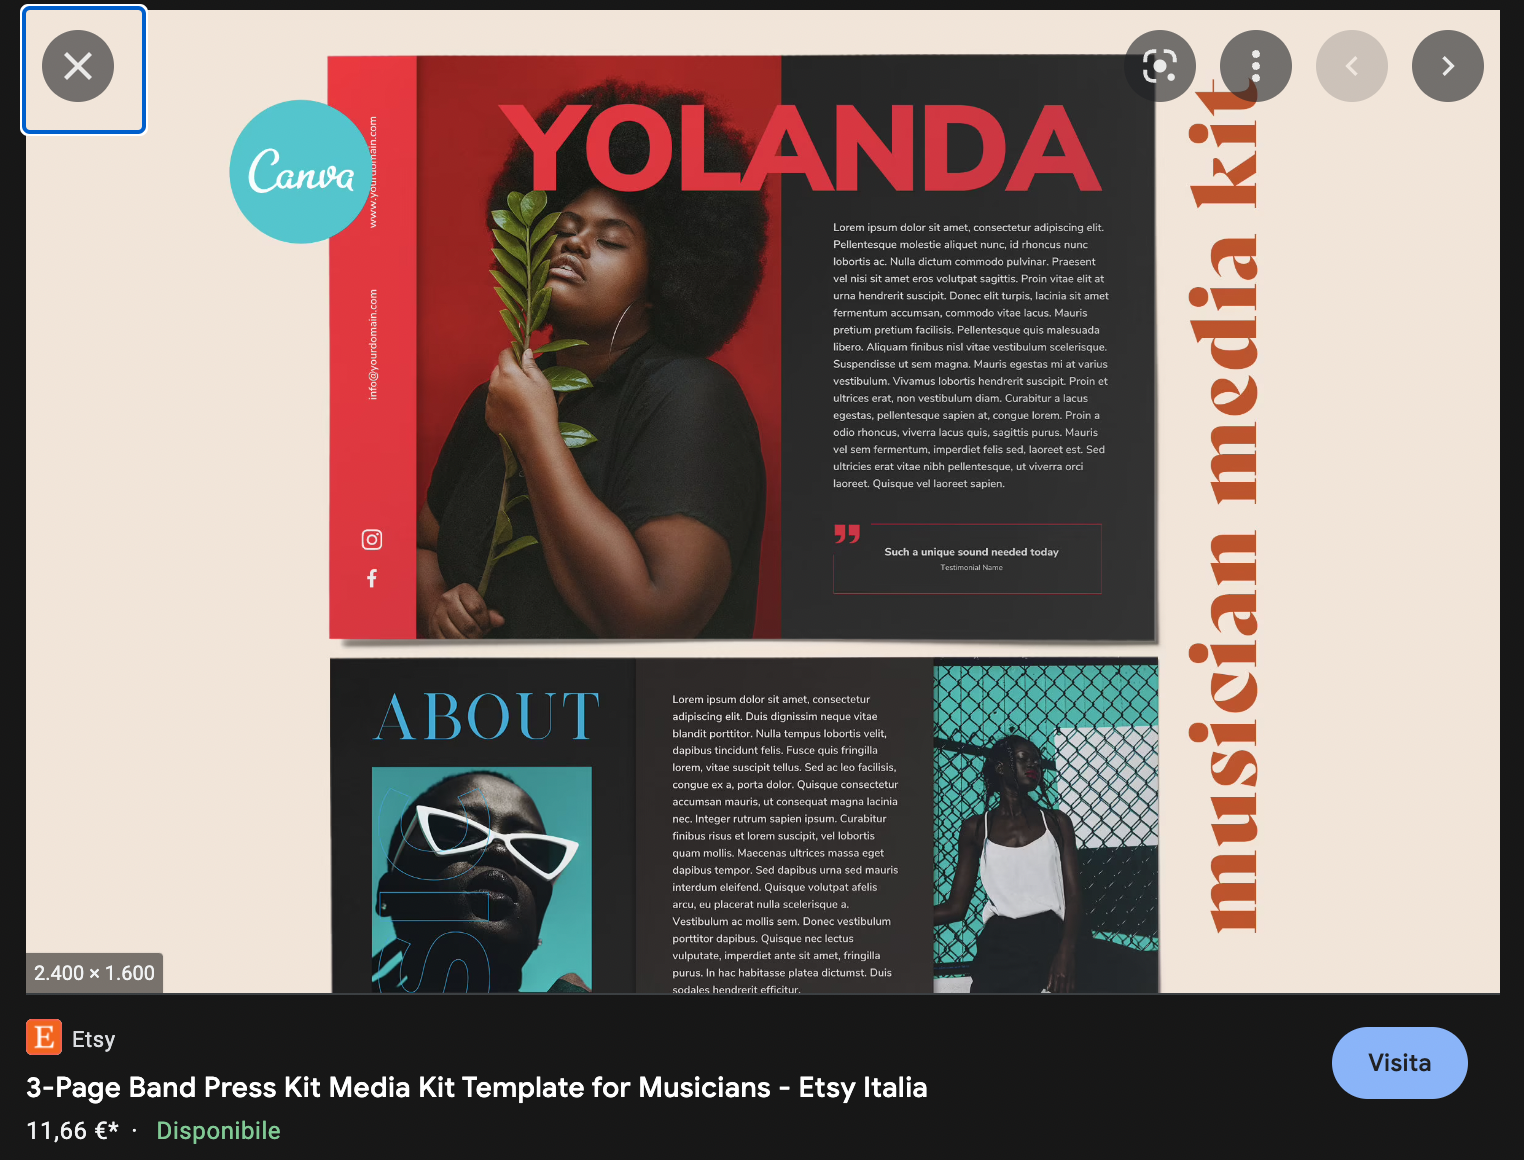 Canva
www.yourdomain.com
info@yourdomain.com
YOLANDA
Lorem ipsum dolor sit amet, consectetur adipiscing elit.
Pellentesque molestie aliquet nunc, id rhoncus nunc
lobortis ac. Nulla dictum commodo pulvinar. Praesent
vel nisi sit amet eros volutpat sagittis. Proin vitae elit at
urna hendrerit suscipit. Donec elit turpis, lacinia sit amet
fermentum accumsan, commodo vitae lacus. Mauris
pretium pretium facilisis. Pellentesque quis malesuada
libero. Aliquam finibus nisl vitae vestibulum scelerisque.
Suspendisse ut sem magna. Mauris egestas mi at varius
vestibulum. Vivamus lobortis hendrerit suscipit. Proin et
ultrices erat, non vestibulum diam. Curabitur a lacus
egestas, pellentesque sapien at, congue lorem. Proin a
odio rhoncus, viverra lacus quis, sagittis purus. Mauris
vel sem fermentum, imperdiet felis sed, laoreet est. Sed
ultricies erat vitae nibh pellentesque, ut viverra orci
laoreet. Quisque vel laoreet sapien.
”
Such a unique sound needed today
Testimonial Name
musician media kit
ABOUT
Lorem ipsum dolor sit amet, consectetur
adipiscing elit. Duis dignissim neque vitae
blandit porttitor. Nulla tempus lobortis velit,
dapibus tincidunt felis. Fusce quis fringilla
lorem, vitae suscipit tellus. Sed ac leo facilisis,
congue ex a, porta dolor. Quisque consectetur
accumsan mauris, ut consequat magna lacinia
nec. Integer rutrum sapien ipsum. Curabitur
finibus risus et lorem suscipit, vel lobortis
quam mollis. Maecenas ultrices massa eget
dapibus tempor. Sed dapibus urna sed mauris
interdum eleifend. Quisque volutpat afelis
arcu, eu placerat nulla scelerisque a.
Vestibulum ac mollis sem. Donec vestibulum
porttitor dapibus. Quisque nec lectus
vulputate, imperdiet ante sit amet, fringilla
purus. In hac habitasse platea dictumst. Duis
sodales hendrerit efficitur.
2.400 × 1.600
E Etsy
3-Page Band Press Kit Media Kit Template for Musicians - Etsy Italia
11,66 €* · Disponibile
Visita